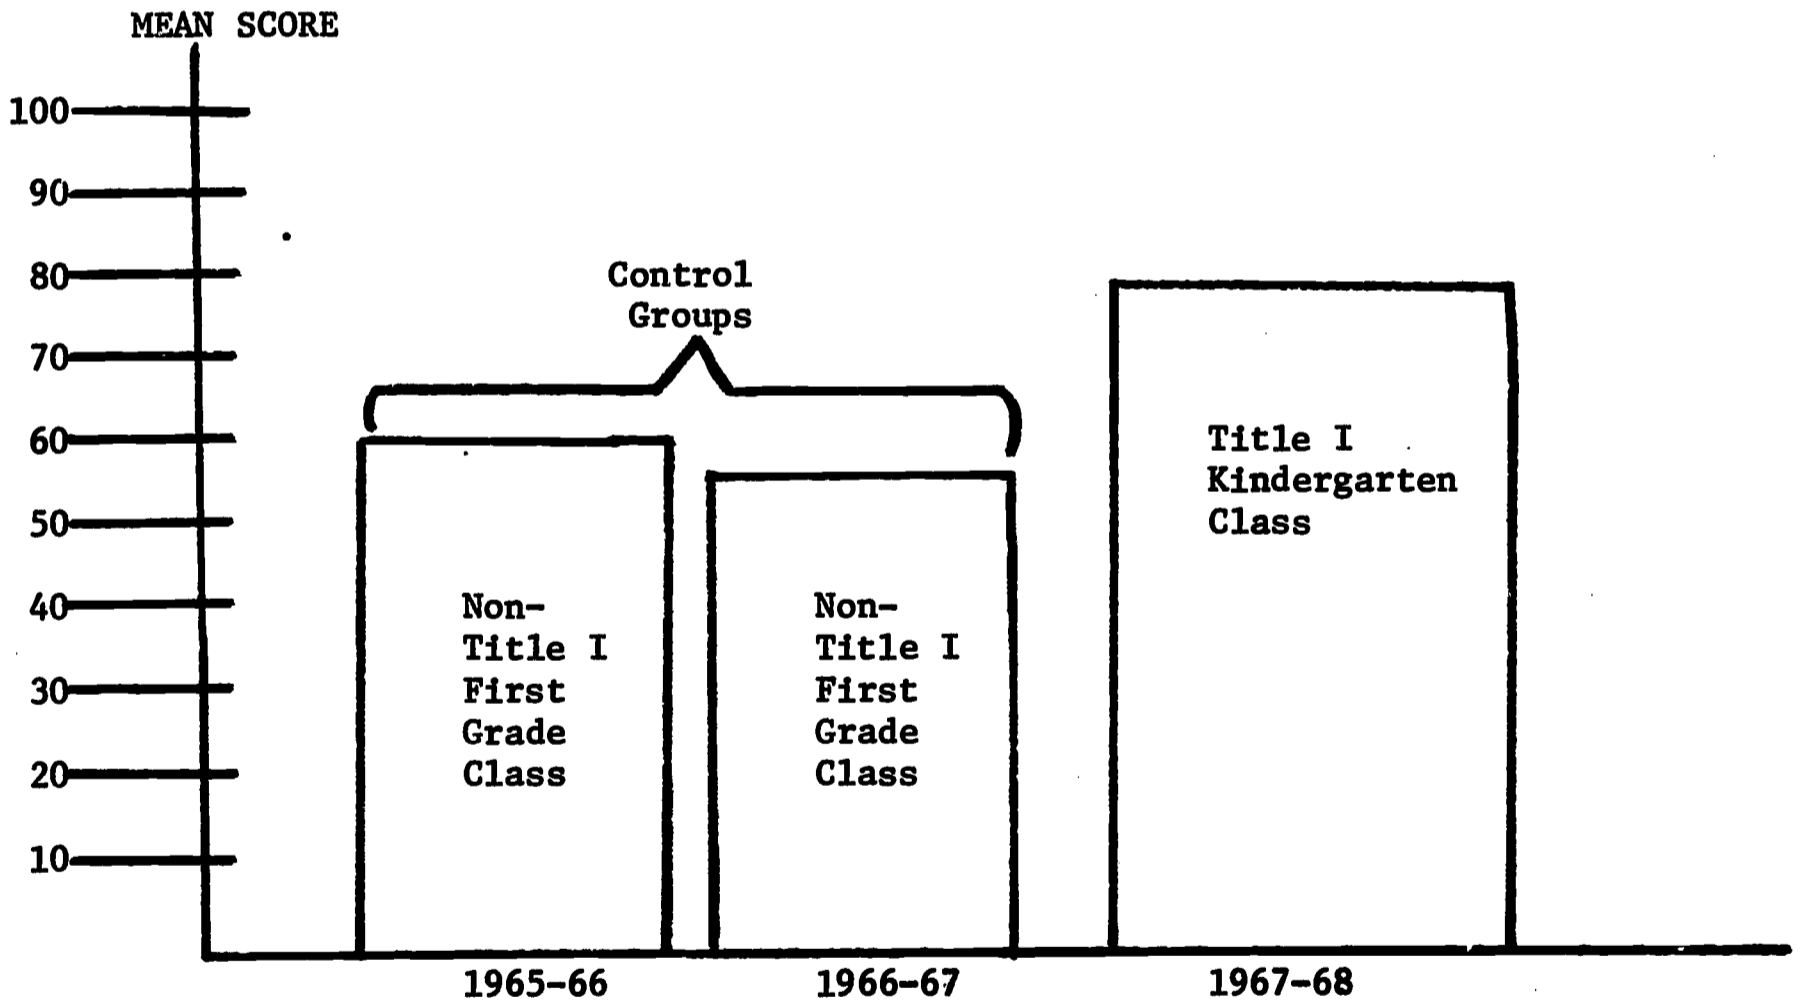 MEAN SCORE
100
90
80
70
60
50
40
30
20
10
Control
Groups
Non-
Title I
First
Grade
Class
Non-
Title I
First
Grade
Class
Title I
Kindergarten
Class
1965-66
1966-67
1967-68